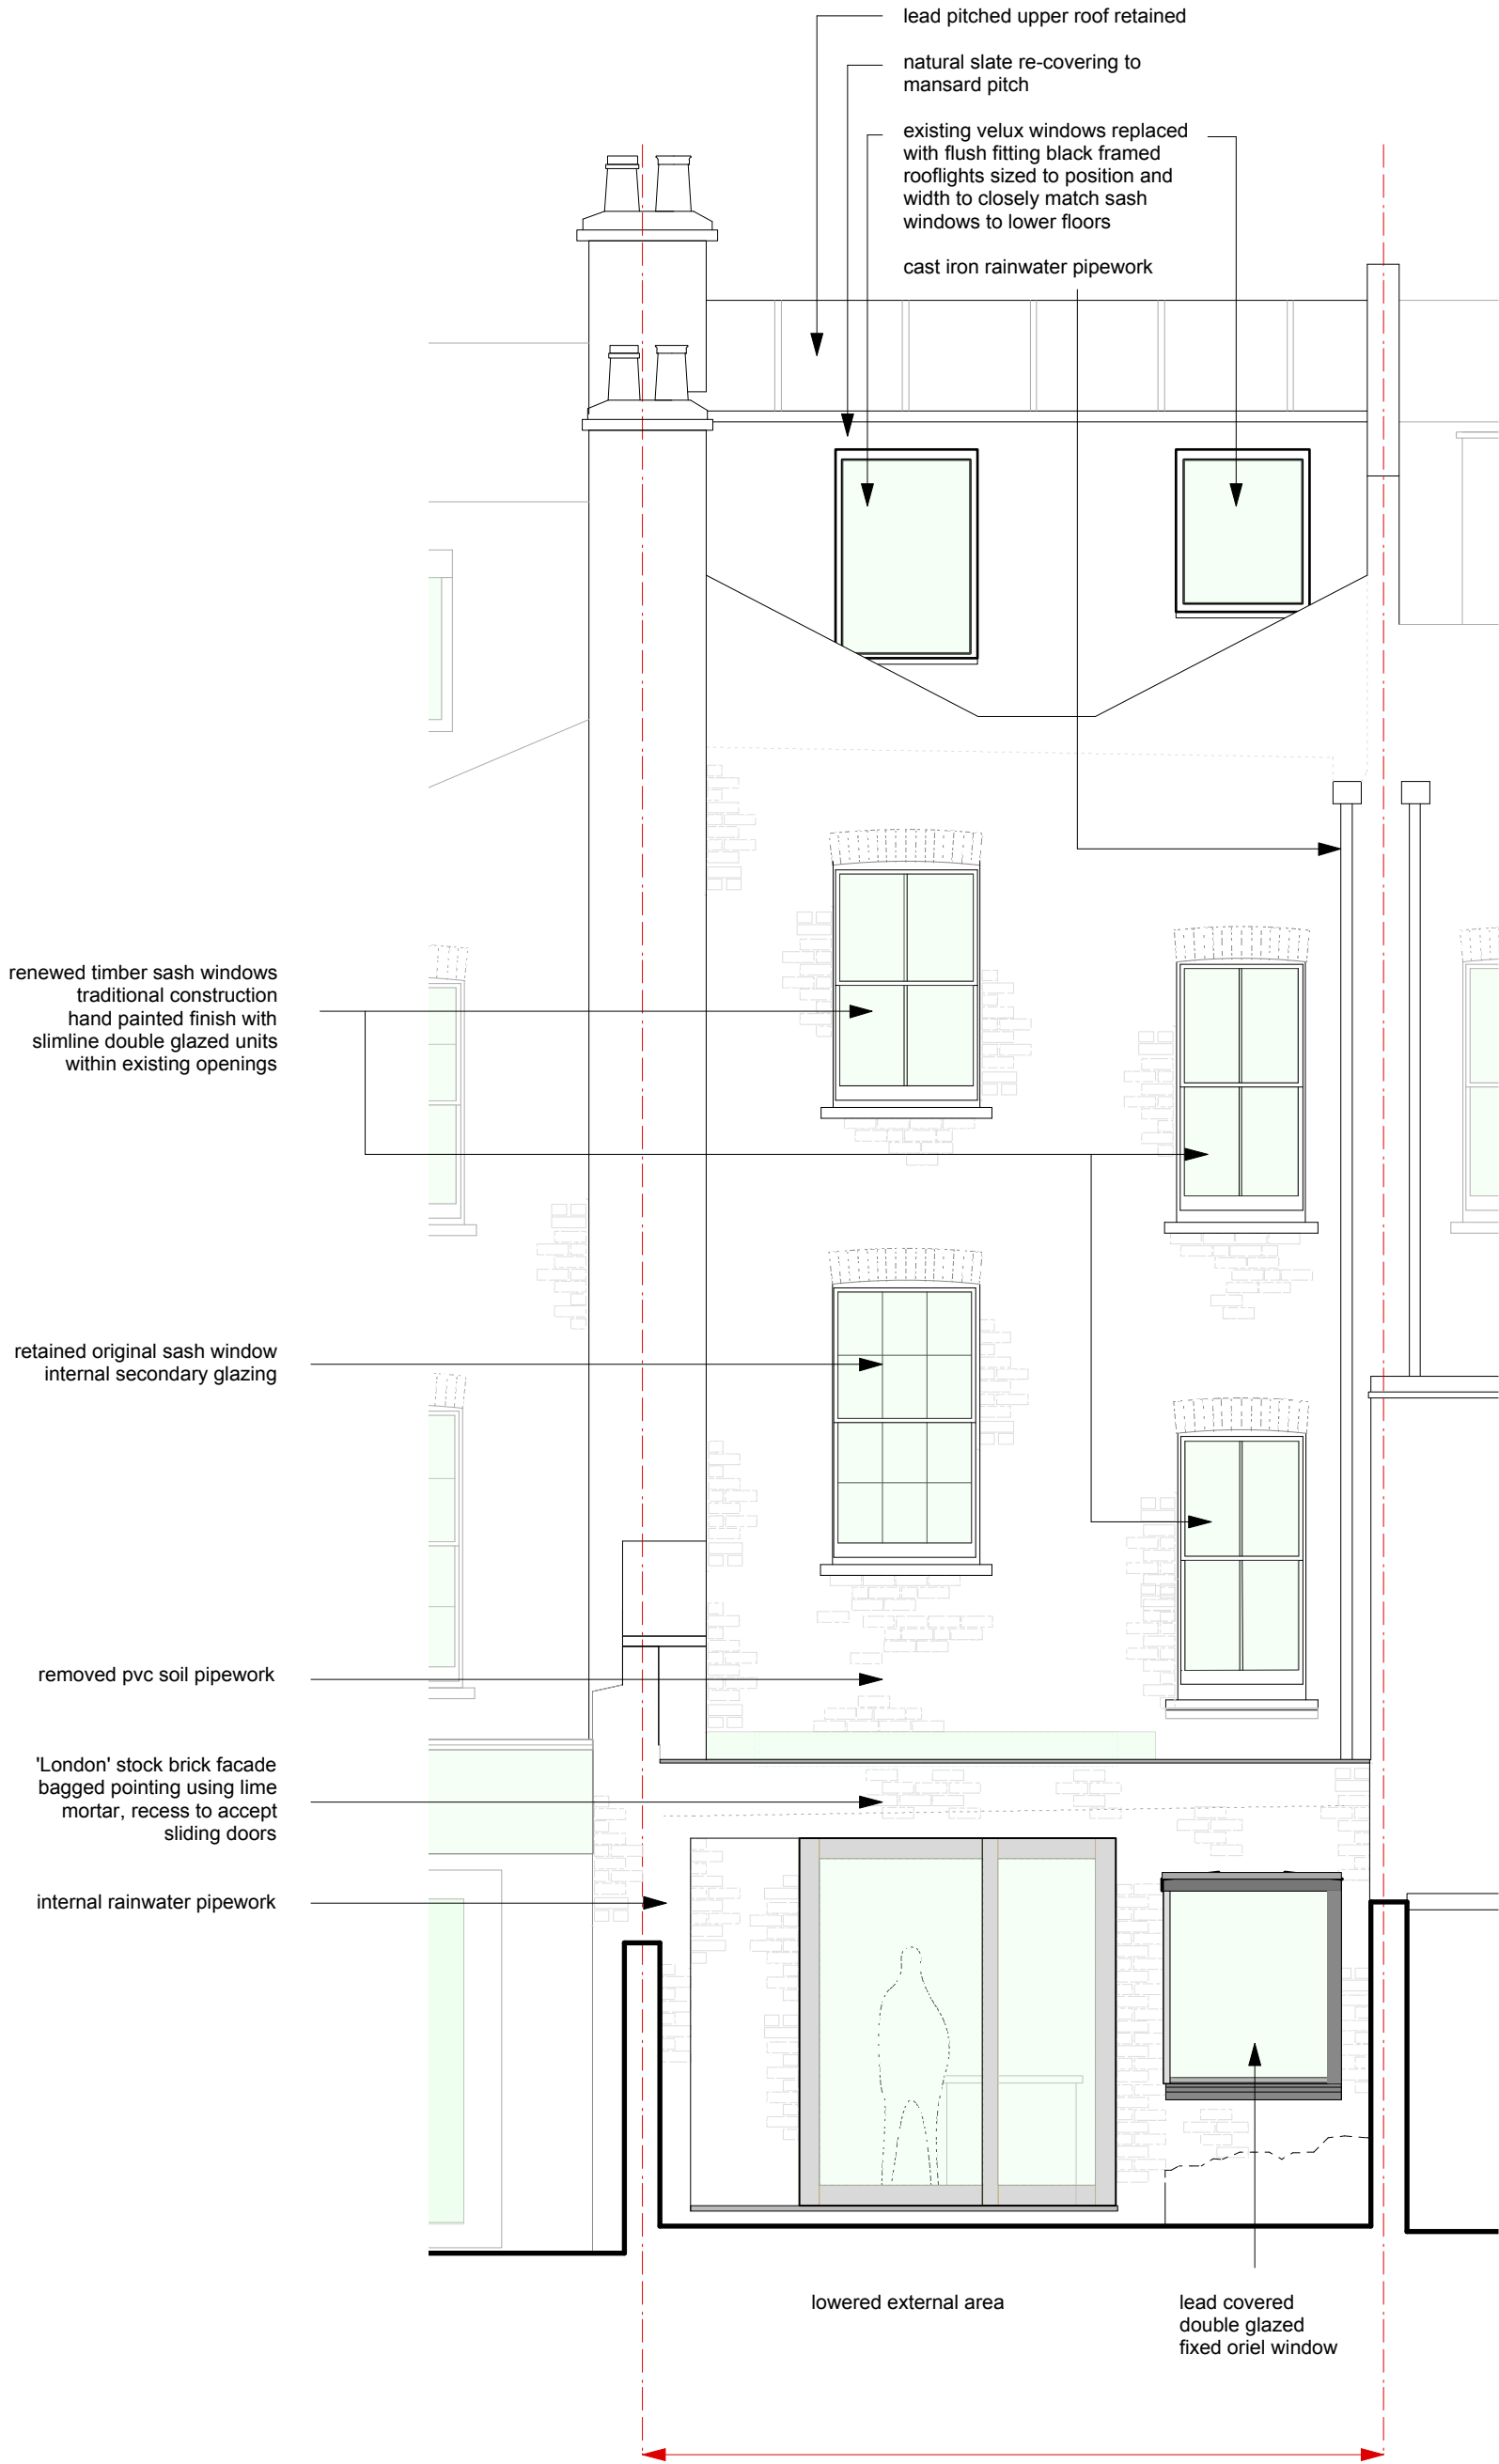 lead pitched upper roof retained
natural slate re-covering to
mansard pitch
existing velux windows replaced
with flush fitting black framed
rooflights sized to position and
width to closely match sash
windows to lower floors
cast iron rainwater pipework
renewed timber sash windows
traditional construction
hand painted finish with
slimline double glazed units
within existing openings
retained original sash window
internal secondary glazing
removed pvc soil pipework
'London' stock brick facade
bagged pointing using lime
mortar, recess to accept
sliding doors
internal rainwater pipework
lowered external area
lead covered
double glazed
fixed oriel window